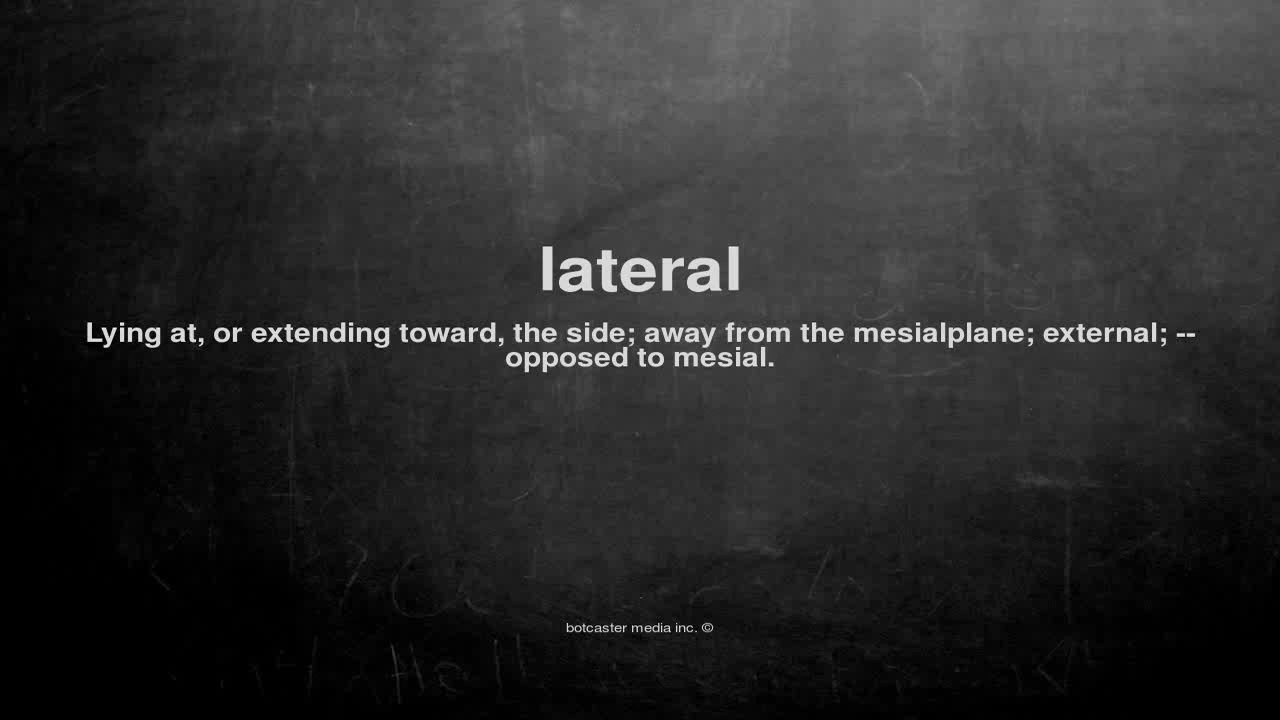 lateral
Lying at, or extending toward, the side; away from the mesialplane; external; --
opposed to mesial.
botcaster media inc. ©